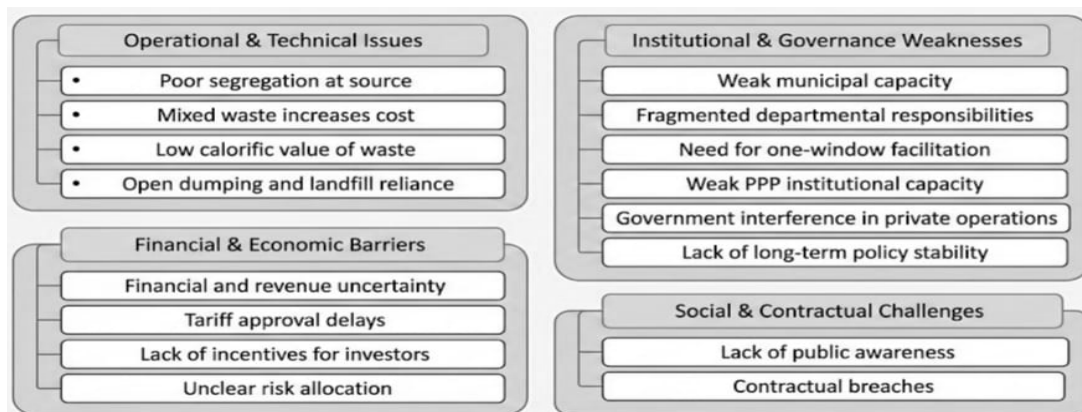 Operational & Technical Issues
• Poor segregation at source
• Mixed waste increases cost
• Low calorific value of waste
• Open dumping and landfill reliance
Financial & Economic Barriers
Financial and revenue uncertainty
Tariff approval delays
Lack of incentives for investors
Unclear risk allocation
Institutional & Governance Weaknesses
Weak municipal capacity
Fragmented departmental responsibilities
Need for one-window facilitation
Weak PPP institutional capacity
Government interference in private operations
Lack of long-term policy stability
Social & Contractual Challenges
Lack of public awareness
Contractual breaches